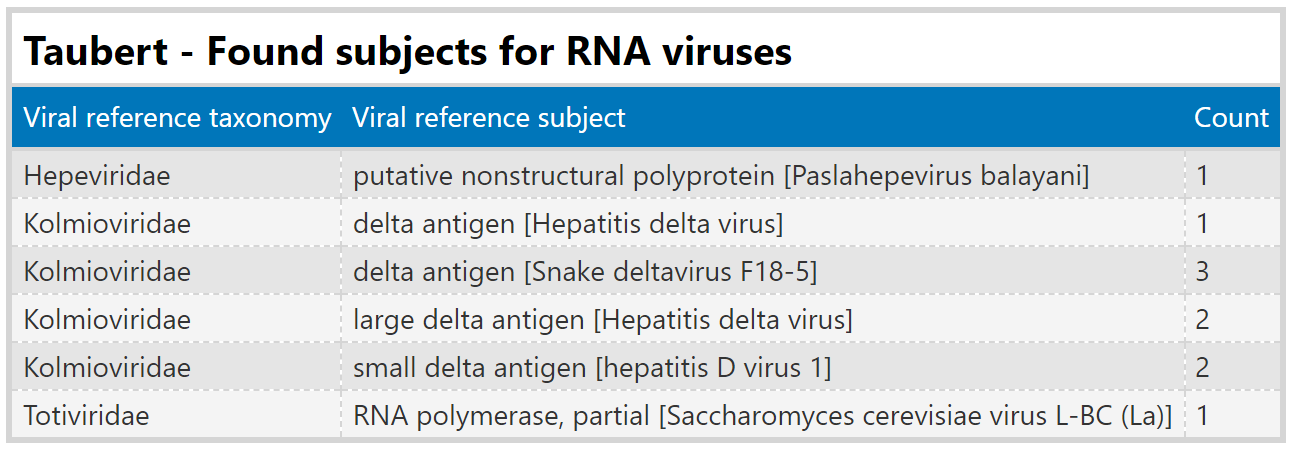 Taubert - Found subjects for RNA viruses
Viral reference taxonomy Viral reference subject Count
Hepeviridae putative nonstructural polyprotein [Paslahepevirus balayani] 1
Kolmioviridae delta antigen [Hepatitis delta virus] 1
Kolmioviridae delta antigen [Snake deltavirus F18-5] 3
Kolmioviridae large delta antigen [Hepatitis delta virus] 2
Kolmioviridae small delta antigen [hepatitis D virus 1] 2
Totiviridae RNA polymerase, partial [Saccharomyces cerevisiae virus L-BC (La)] 1